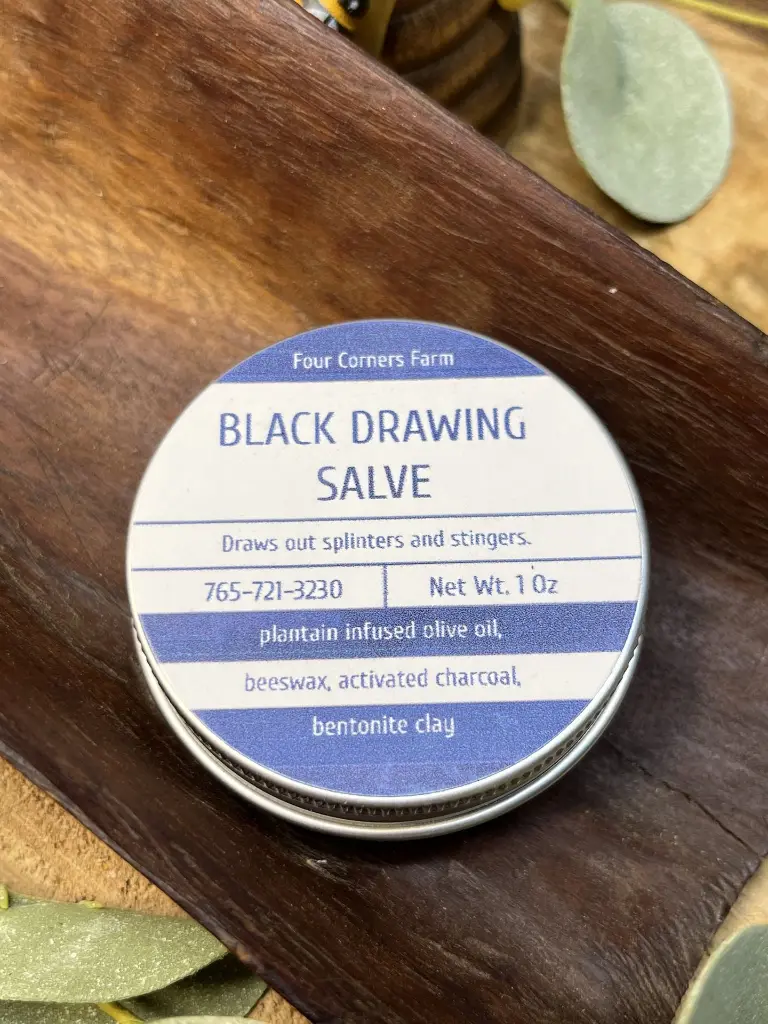 Four Corners Farm
BLACK DRAWING
SALVE
Draws out splinters and stingers.
765-721-3230 Net Wt. 1 Oz
plantain infused olive oil,
beeswax, activated charcoal,
bentonite clay